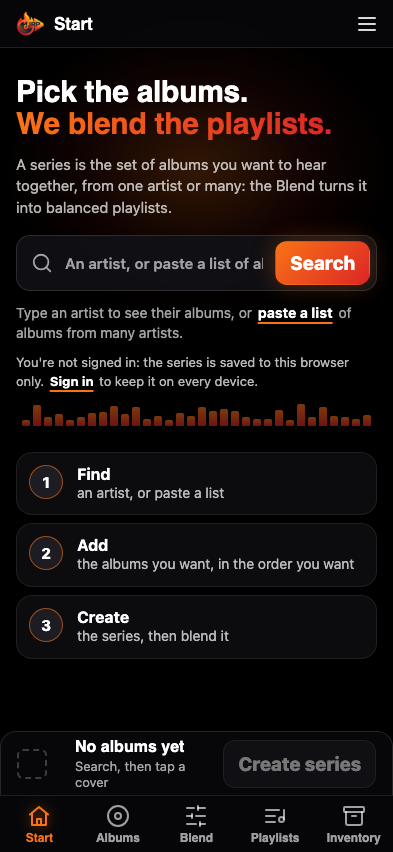 JRP
Start
Pick the albums.
We blend the playlists.
A series is the set of albums you want to hear
together, from one artist or many: the Blend turns it
into balanced playlists.
An artist, or paste a list of al
Search
Type an artist to see their albums, or paste a list of
albums from many artists.
You're not signed in: the series is saved to this browser
only. Sign in to keep it on every device.
1
Find
an artist, or paste a list
2
Add
the albums you want, in the order you want
3
Create
the series, then blend it
No albums yet
Search, then tap a
cover
Create series
Start
Albums
Blend
Playlists
Inventory